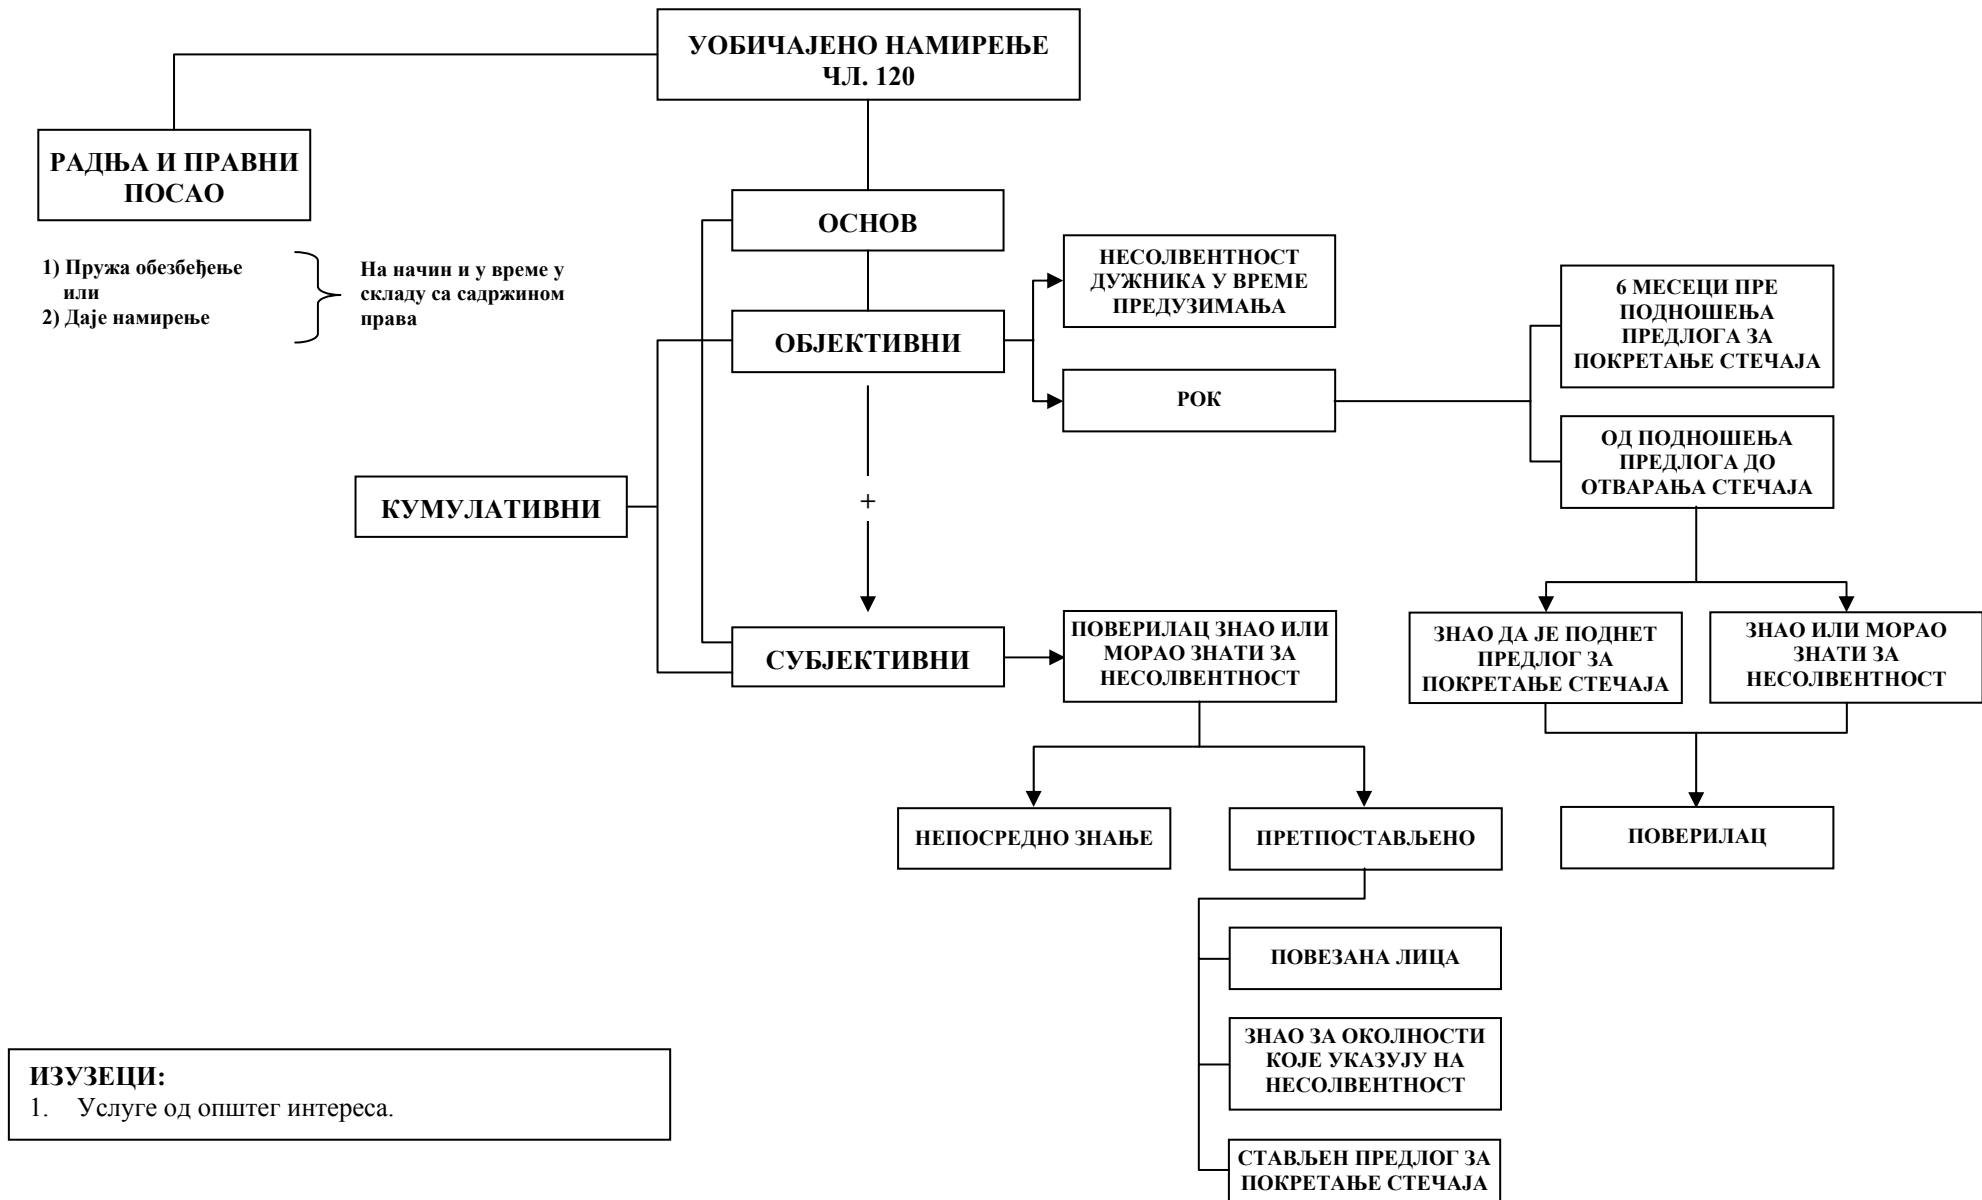 УОБИЧАЈЕНО НАМИРЕЊЕ
ЧЛ. 120
РАДЊА И ПРАВНИ
ПОСАО
1) Пружа обезбеђење
или
2) Даје намирење
На начин и у време у
складу са садржином
права
ОСНОВ
ОБЈЕКТИВНИ
НЕСОЛВЕНТНОСТ
ДУЖНИКА У ВРЕМЕ
ПРЕДУЗИМАЊА
РОК
6 МЕСЕЦИ ПРЕ
ПОДНОШЕЊА
ПРЕДЛОГА ЗА
ПОКРЕТАЊЕ СТЕЧАЈА
ОД ПОДНОШЕЊА
ПРЕДЛОГА ДО
ОТВАРАЊА СТЕЧАЈА
КУМУЛАТИВНИ
+
СУБЈЕКТИВНИ
ПОВЕРИЛАЦ ЗНАО ИЛИ
МОРАО ЗНАТИ ЗА
НЕСОЛВЕНТНОСТ
ЗНАО ДА ЈЕ ПОДНЕТ
ПРЕДЛОГ ЗА
ПОКРЕТАЊЕ СТЕЧАЈА
ЗНАО ИЛИ МОРАО
ЗНАТИ ЗА
НЕСОЛВЕНТНОСТ
НЕПОСРЕДНО ЗНАЊЕ
ПРЕТПОСТАВЉЕНО
ПОВЕРИЛАЦ
ПОВЕЗАНА ЛИЦА
ЗНАО ЗА ОКОЛНОСТИ
КОЈЕ УКАЗУЈУ НА
НЕСОЛВЕНТНОСТ
СТАВЉЕН ПРЕДЛОГ ЗА
ПОКРЕТАЊЕ СТЕЧАЈА
ИЗУЗЕЦИ:
1. Услуге од општег интереса.